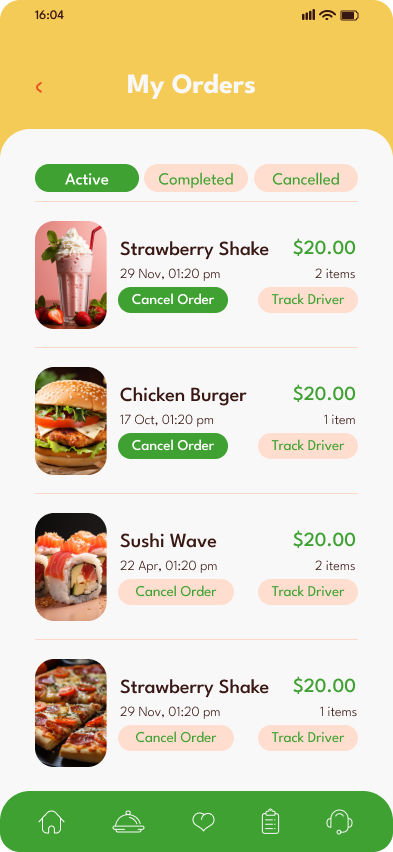 16:04
My Orders
Active Completed Cancelled
Strawberry Shake $20.00
29 Nov, 01:20 pm 2 items
Cancel Order Track Driver
Chicken Burger $20.00
17 Oct, 01:20 pm 1 item
Cancel Order Track Driver
Sushi Wave $20.00
22 Apr, 01:20 pm 2 items
Cancel Order Track Driver
Strawberry Shake $20.00
29 Nov, 01:20 pm 1 items
Cancel Order Track Driver